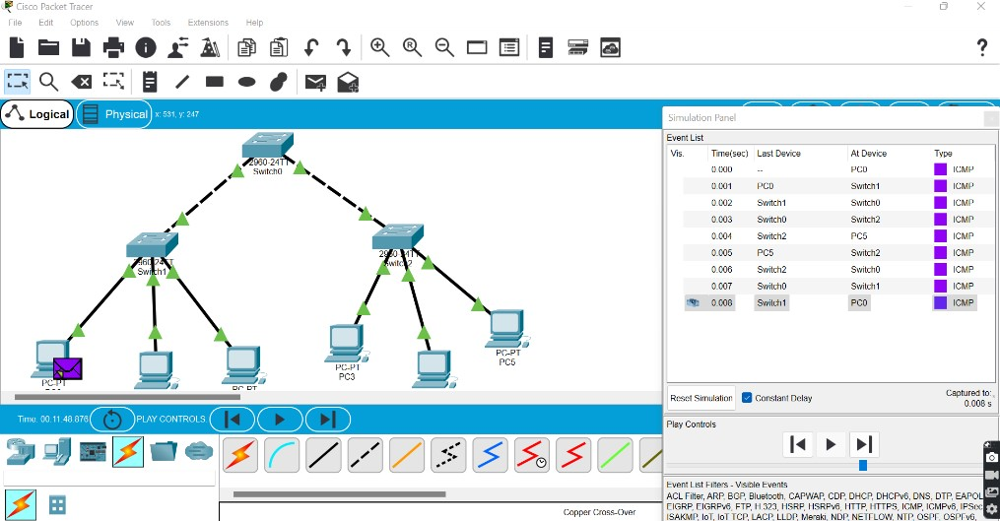 Cisco Packet Tracer
File Edit Options View Tools Extensions Help
?
Logical Physical x: 531, y: 247
Simulation Panel
Event List
Vis. Time(sec) Last Device At Device Type
0.000 -- PC0 ICMP
0.001 PC0 Switch1 ICMP
0.002 Switch1 Switch0 ICMP
0.003 Switch0 Switch2 ICMP
0.004 Switch2 PC5 ICMP
0.005 PC5 Switch2 ICMP
0.006 Switch2 Switch0 ICMP
0.007 Switch0 Switch1 ICMP
0.008 Switch1 PC0 ICMP
2960-24TT
Switch0
2960-24TT
Switch1
2950-24TT
Switch2
PC-PT
PC-PT
PC-PT
PC3
PC-PT
PC5
Reset Simulation Constant Delay
Captured to:
0.008 s
Time: 00:11:48.876 PLAY CONTROLS:
Play Controls
Copper Cross-Over
Event List Filters - Visible Events
ACL Filter, ARP, BGP, Bluetooth, CAPWAP, CDP, DHCP, DHCPv6, DNS, DTP, EAPOL
EIGRP, EIGRPv6, FTP, H.323, HSRP, HSRPv6, HTTP, HTTPS, ICMP, ICMPv6, IPSec
ISAKMP, IoT, IoT TCP, LACP, LLDP, Meraki, NDP, NETFLOW, NTP, OSPF, OSPFv6,